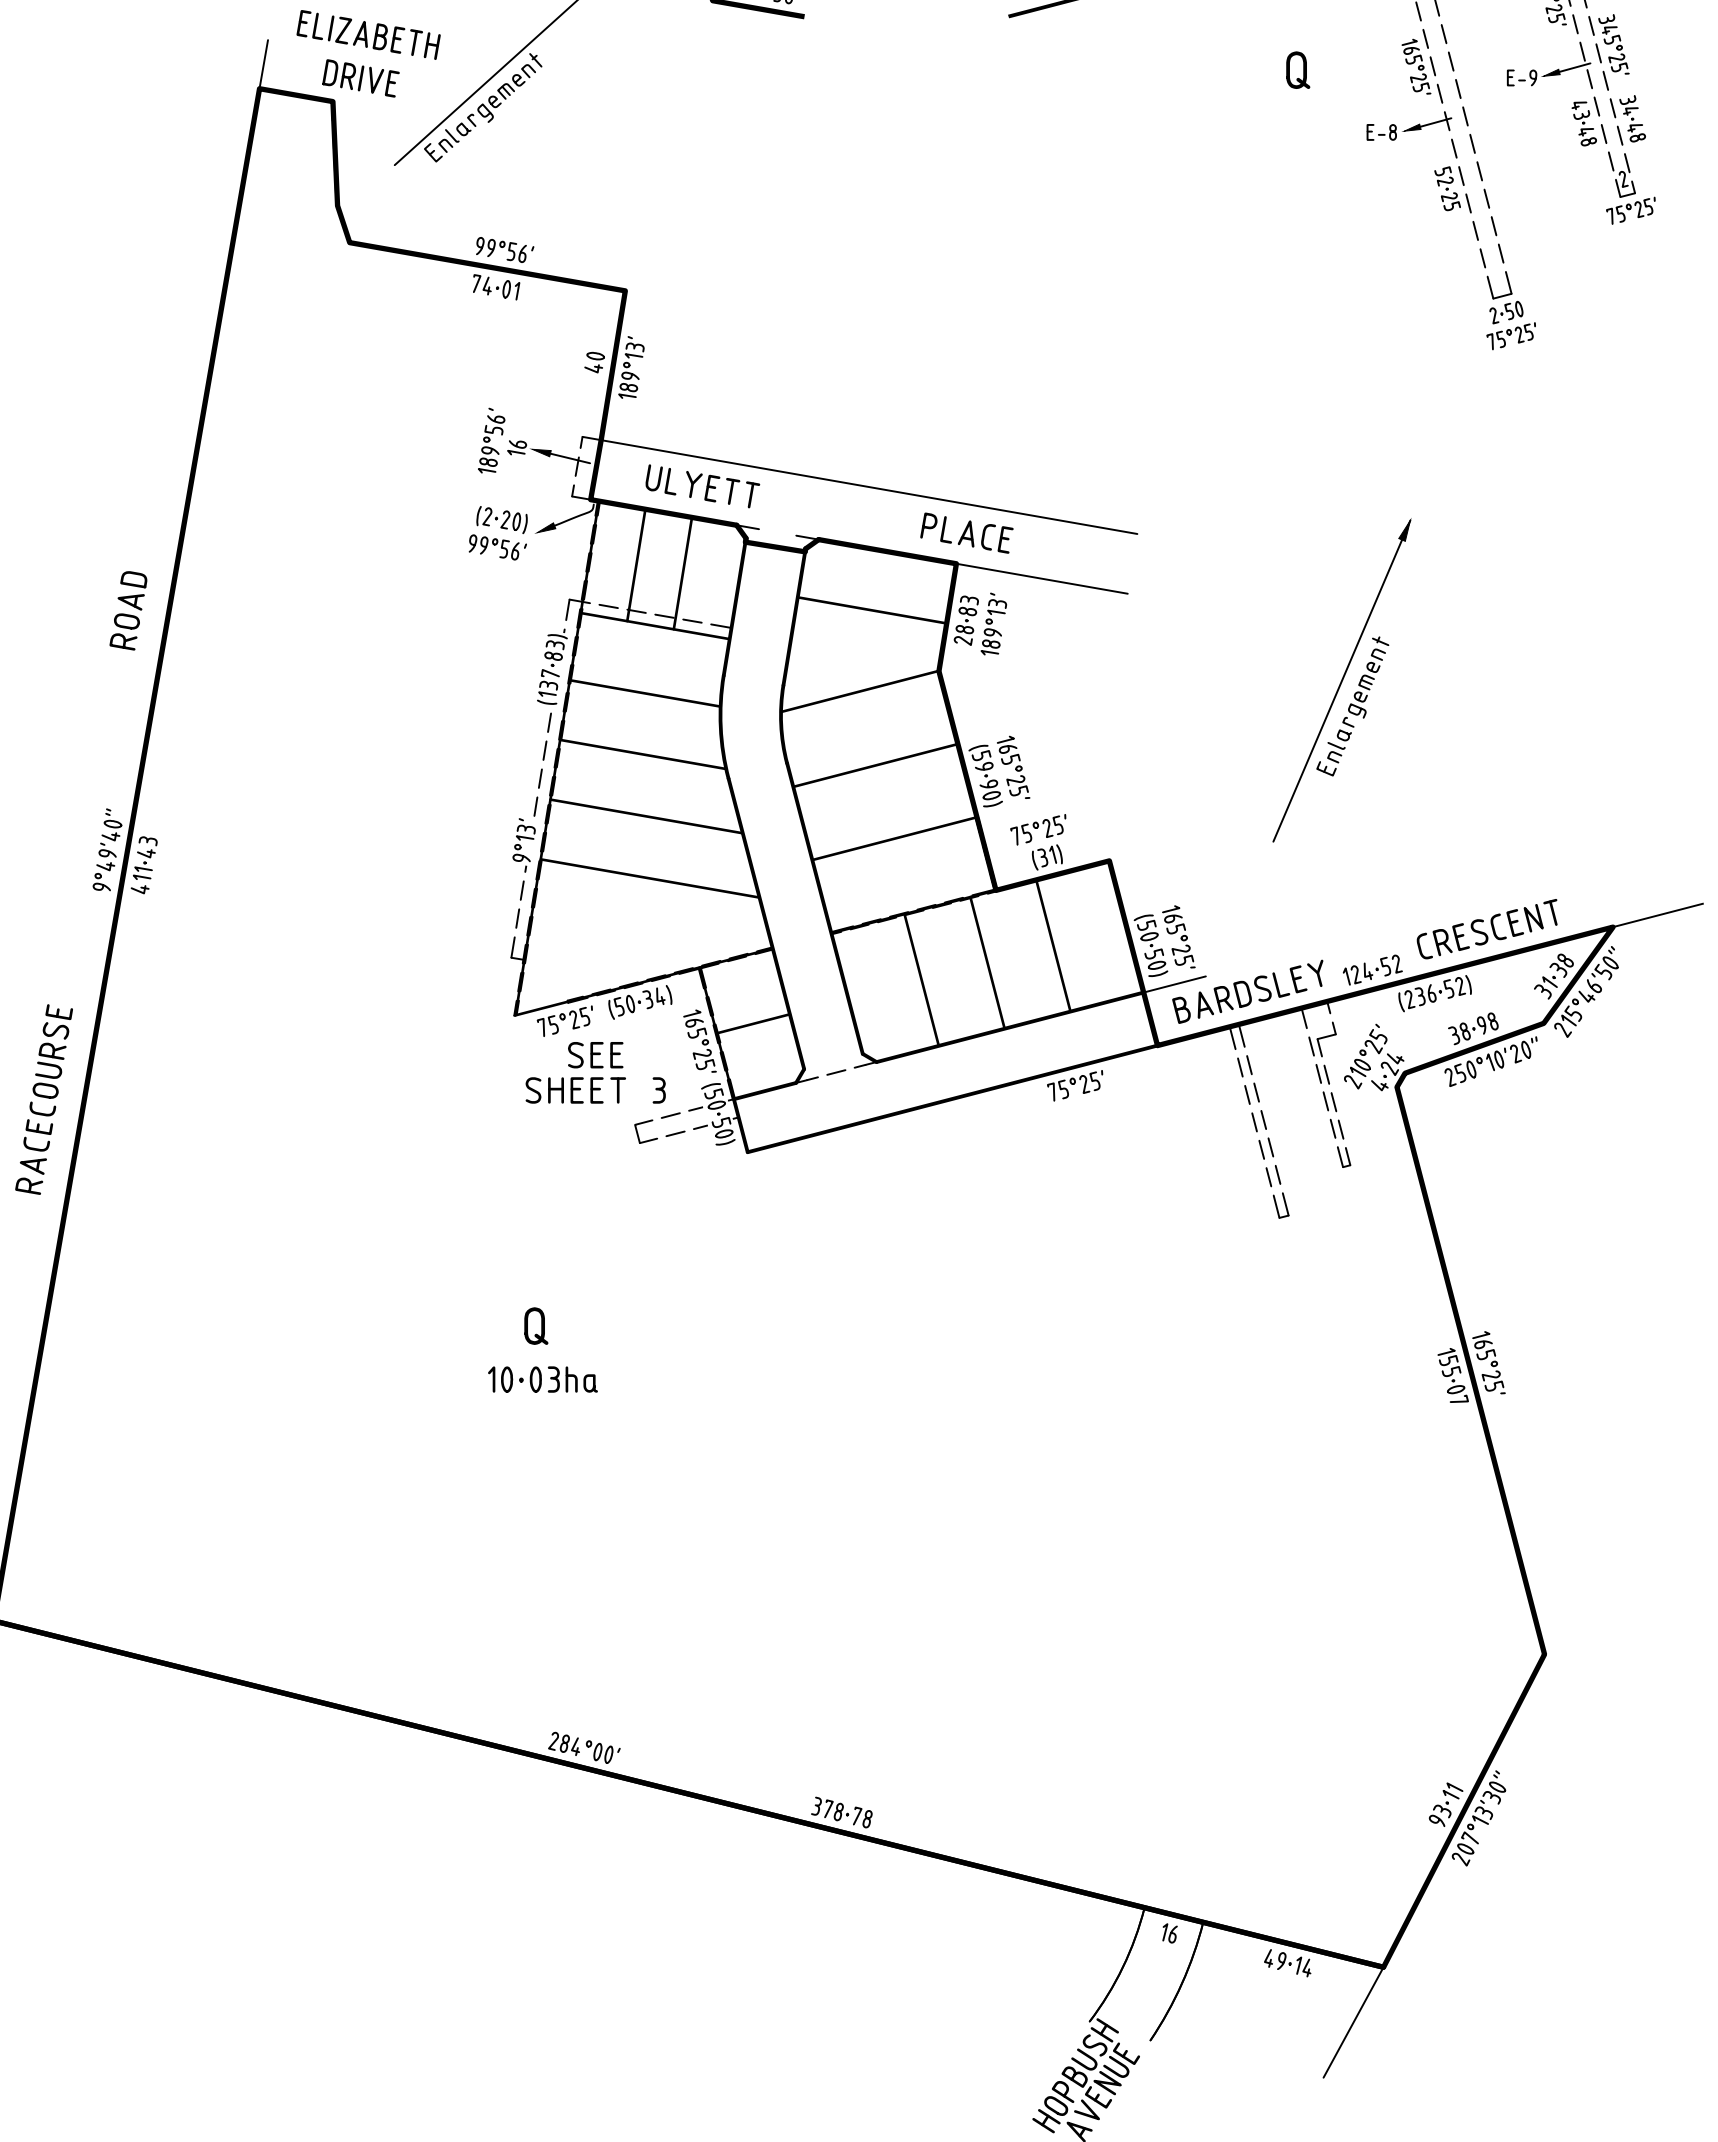 ELIZABETH
DRIVE
Enlargement
Q
165°25'
E-8
52·25
2·50
75°25'
345°25'
E-9
43·48
34·48
2
75°25'
99°56'
74·01
40
189°13'
189°56'
16
(2·20)
99°56'
ULYETT
PLACE
28·83
189°13'
(137·83)
9°13'
165°25'
(59·90)
75°25'
(31)
165°25'
(50·50)
Enlargement
ROAD
9°49'40"
411·43
RACECOURSE
75°25' (50·34)
SEE
SHEET 3
165°25' (50·50)
75°25'
BARDSLEY
124·52
CRESCENT
(236·52)
31·38
215°46'50"
38·98
250°10'20"
210°25'
4·24
Q
10·03ha
165°25'
155·07
284°00'
378·78
93·11
207°13'30"
16
49·14
HOPBUSH
AVENUE